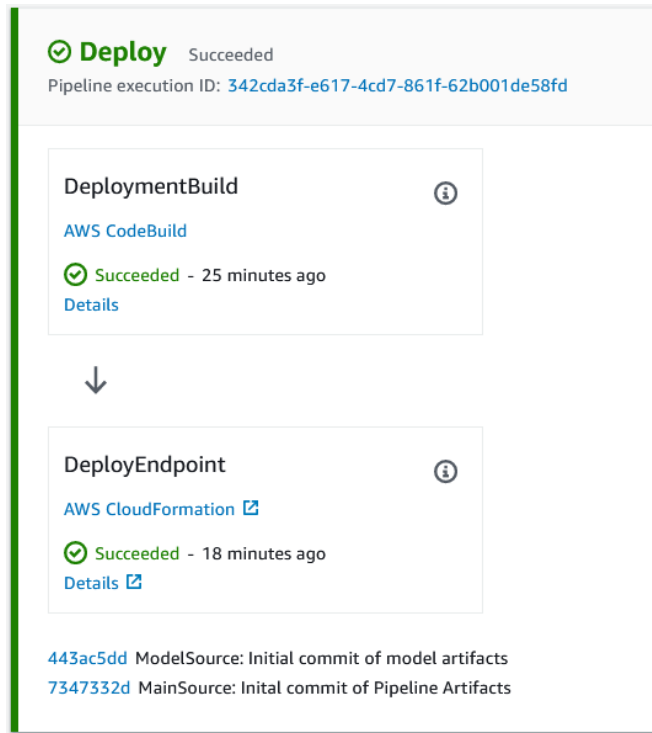 Deploy Succeeded
Pipeline execution ID: 342cda3f-e617-4cd7-861f-62b001de58fd
DeploymentBuild
AWS CodeBuild
Succeeded - 25 minutes ago
Details
DeployEndpoint
AWS CloudFormation
Succeeded - 18 minutes ago
Details
443ac5dd ModelSource: Initial commit of model artifacts
7347332d MainSource: Inital commit of Pipeline Artifacts